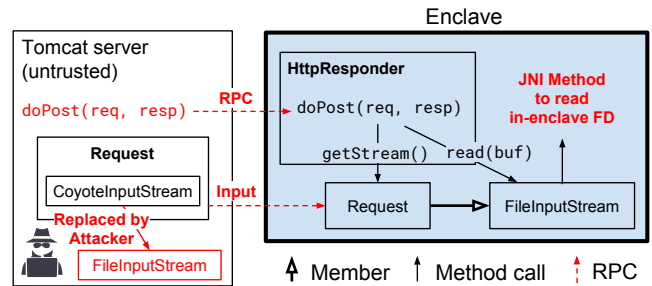 Enclave
Tomcat server
(untrusted)
HttpResponder
JNI Method
to read
in-enclave FD
doPost(req, resp)
RPC
doPost(req, resp)
Request
getStream()
read(buf)
CoyoteInputStream
Input
Request
FileInputStream
Replaced by
Attacker
FileInputStream
Member
Method call
RPC